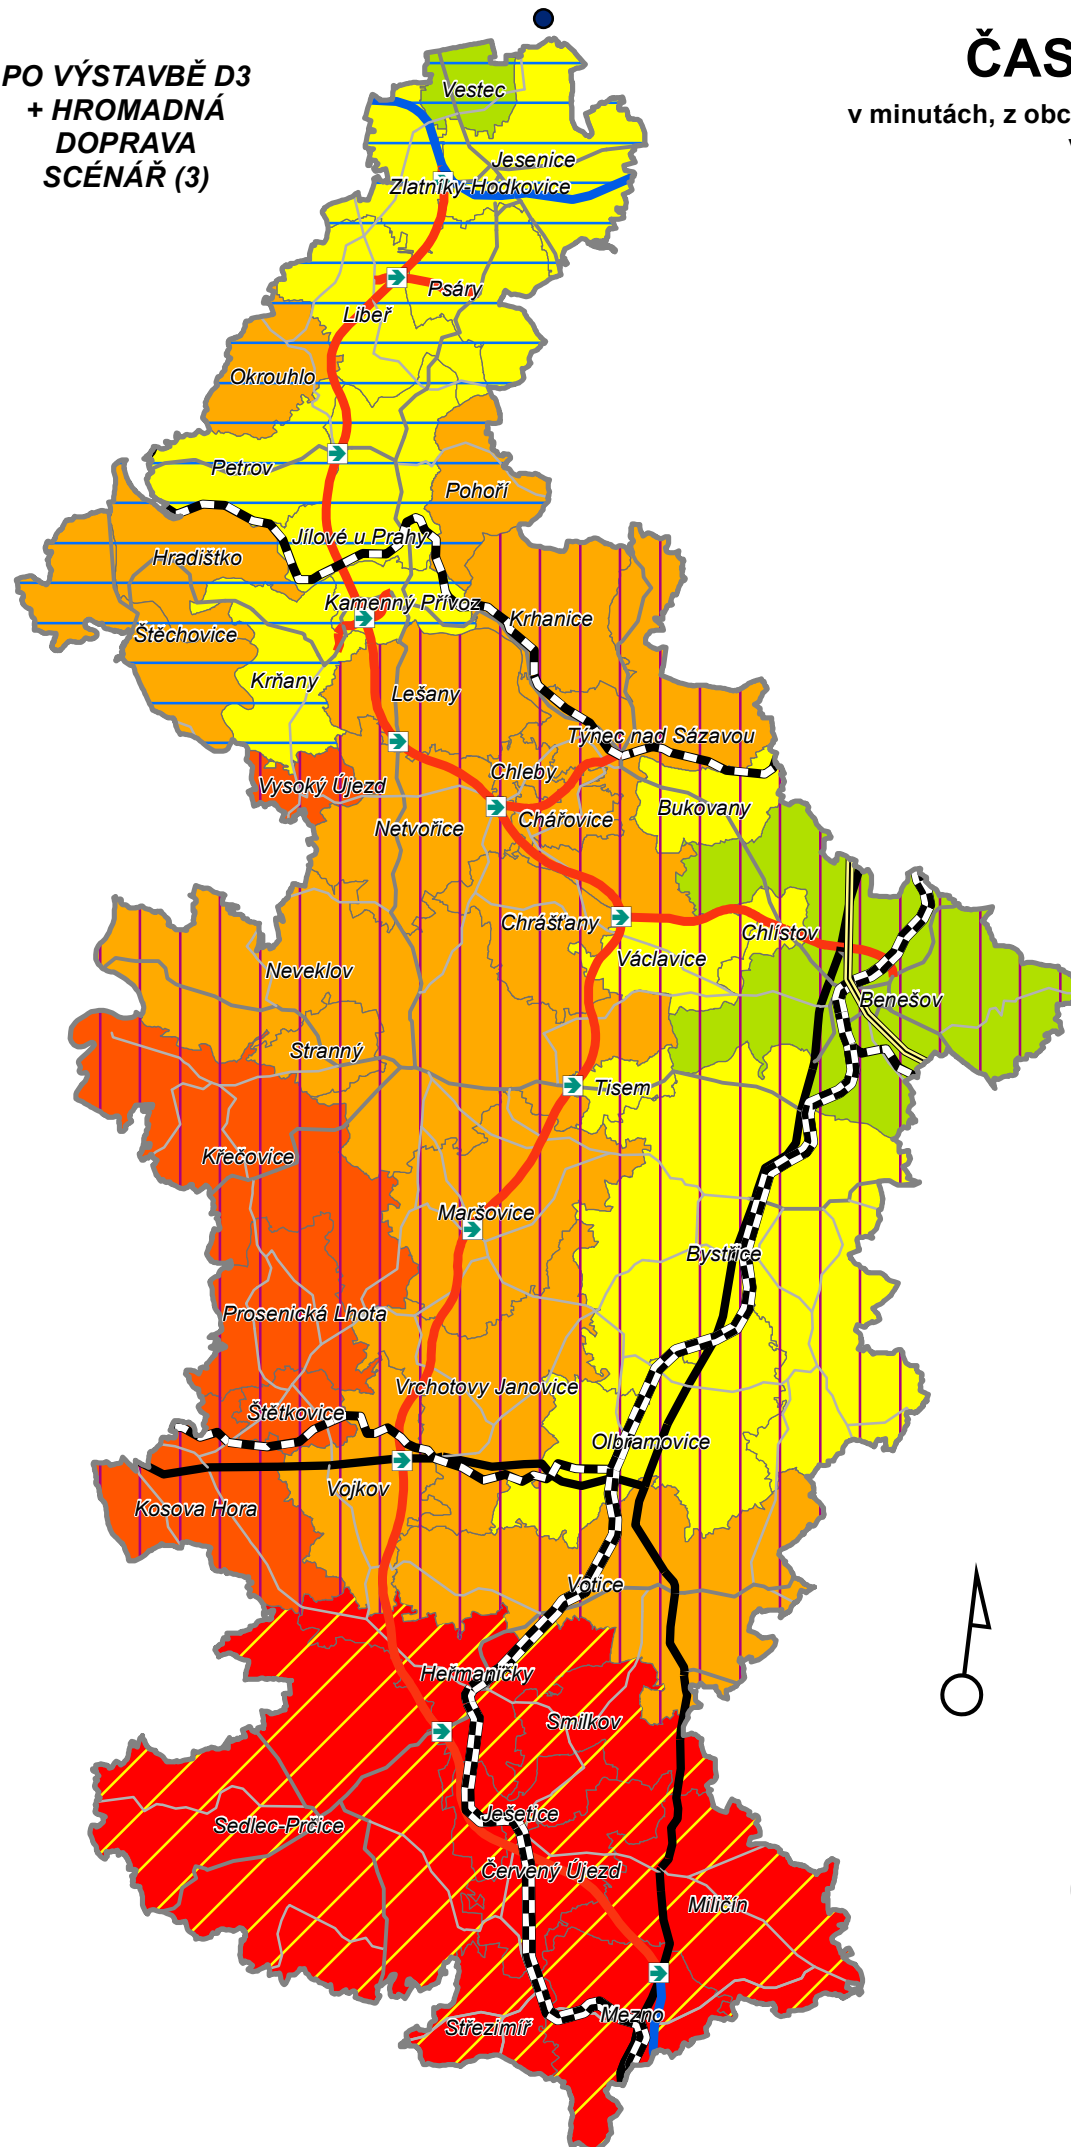 PO VÝSTAVBĚ D3
+ HROMADNÁ
DOPRAVA
SCÉNÁŘ (3)
ČAS
v minutách, z obc
Vestec
Jesenice
Zlatníky-Hodkovice
Psáry
Libeř
Okrouhlo
Petrov
Pohoří
Jílové u Prahy
Hradištko
Kamenný Přívoz
Krhanice
Štěchovice
Krňany
Lešany
Týnec nad Sázavou
Chleby
Vysoký Újezd
Bukovany
Netvořice
Chářovice
Chrášťany
Chlístov
Václavice
Neveklov
Benešov
Stranný
Tisem
Křečovice
Maršovice
Bystřice
Prosenická Lhota
Vrchotovy Janovice
Štětkovice
Olbramovice
Vojkov
Kosova Hora
Votice
Heřmaničky
Smilkov
Ješetice
Sedlec-Prčice
Červený Újezd
Miličín
Mezno
Střezimíř